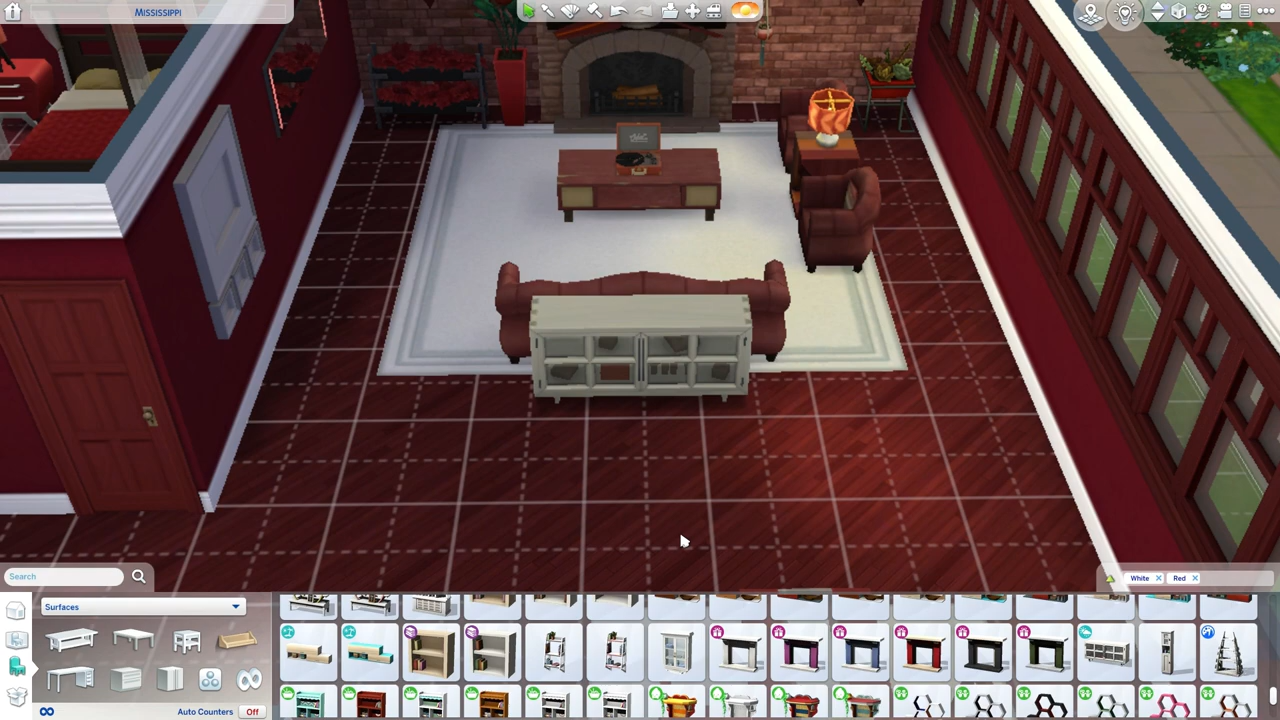 Mississippi
Search
White
Red
Surfaces
Auto Counters
Off